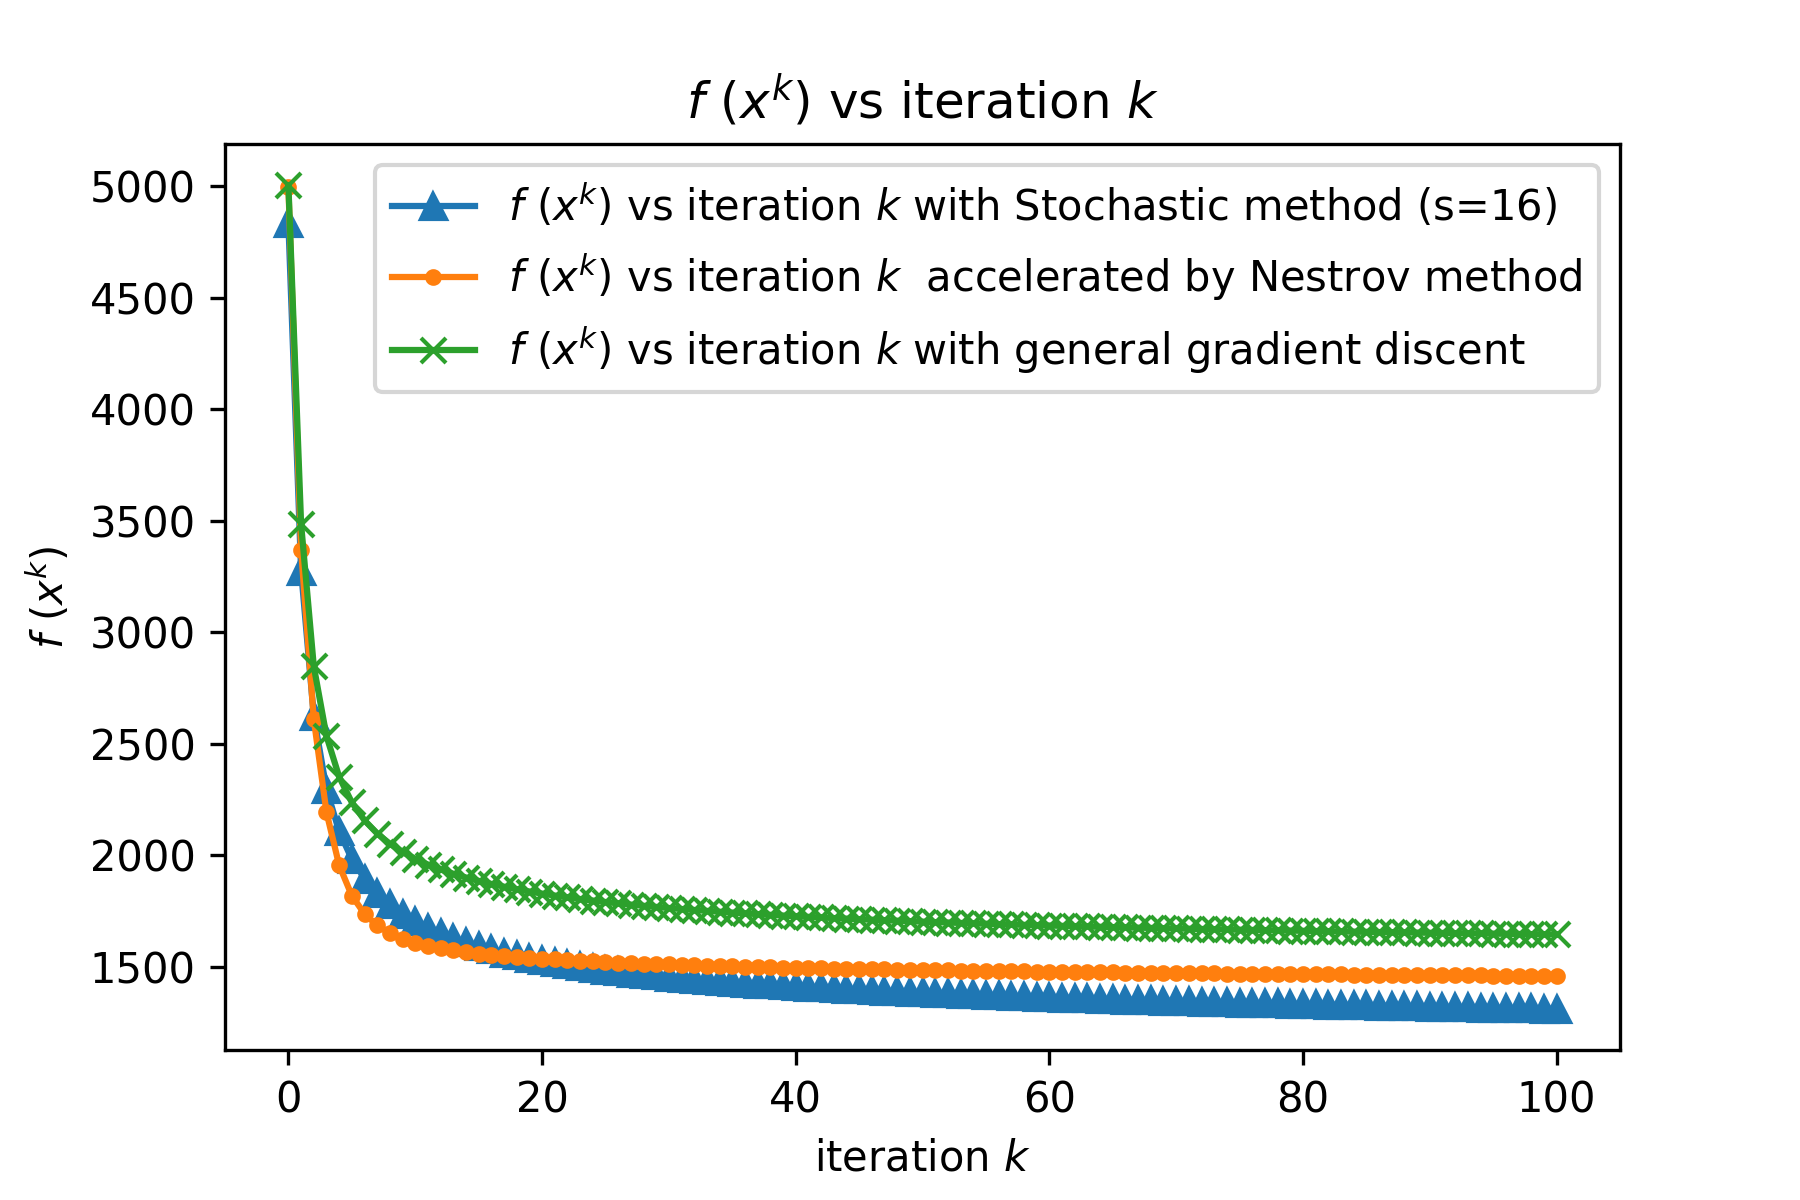 f (x^k) vs iteration k
f (x^k) vs iteration k with Stochastic method (s=16)
f (x^k) vs iteration k  accelerated by Nestrov method
f (x^k) vs iteration k with general gradient discent
5000
4500
4000
3500
3000
2500
2000
1500
f (x^k)
0 20 40 60 80 100
iteration k